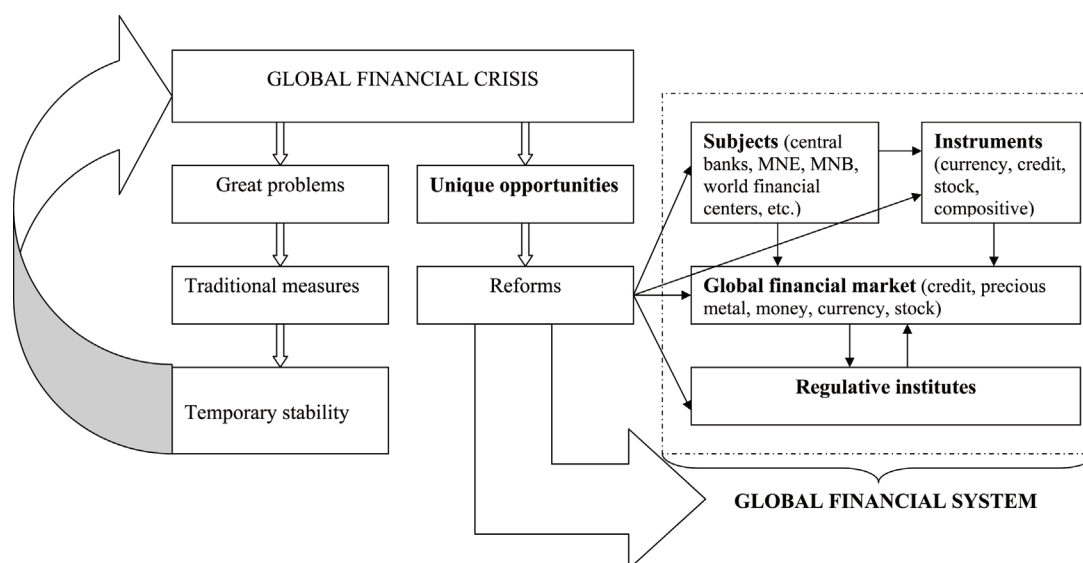 GLOBAL FINANCIAL CRISIS
Great problems
Unique opportunities
Traditional measures
Reforms
Temporary stability
Subjects (central
banks, MNE, MNB,
world financial
centers, etc.)
Instruments
(currency, credit,
stock,
compositive)
Global financial market (credit, precious
metal, money, currency, stock)
Regulative institutes
GLOBAL FINANCIAL SYSTEM